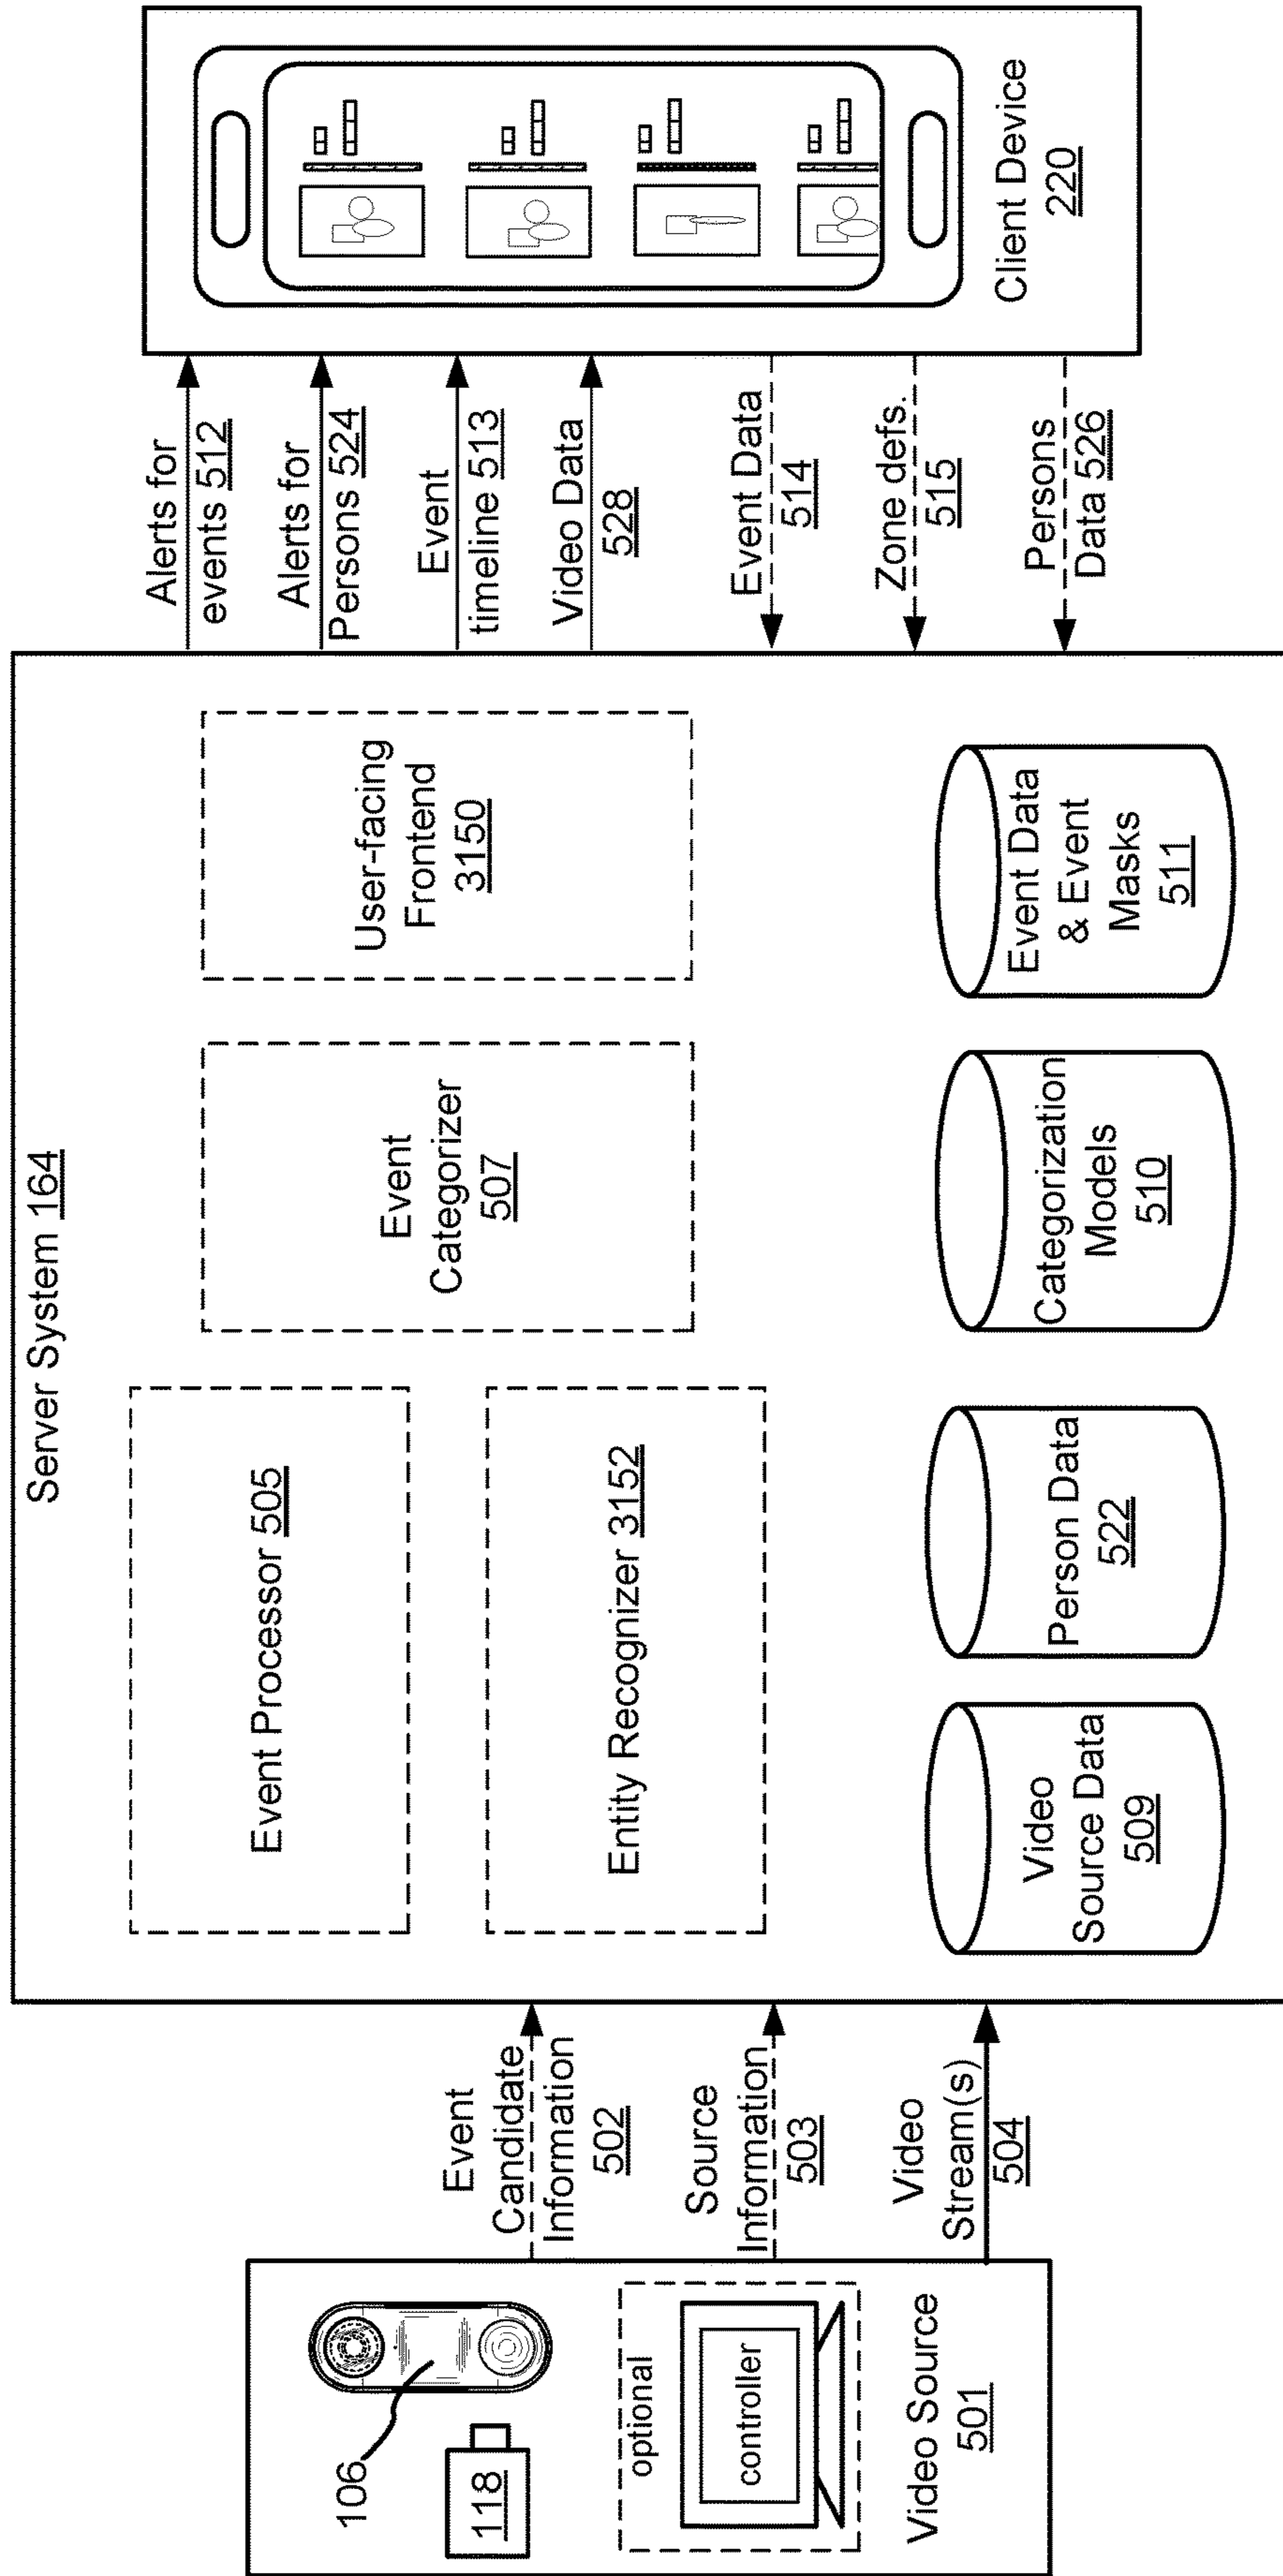 Server System 164
106
118
optional
controller
Video Source
501
Event
Candidate
Information
502
Source
Information
503
Video
Stream(s)
504
Event Processor 505
Entity Recognizer 3152
Event
Categorizer
507
User-facing
Frontend
3150
Video
Source Data
509
Person Data
522
Categorization
Models
510
Event Data
& Event
Masks
511
Alerts for
events 512
Alerts for
Persons 524
Event
timeline 513
Video Data
528
Event Data
514
Zone defs.
515
Persons
Data 526
Client Device
220